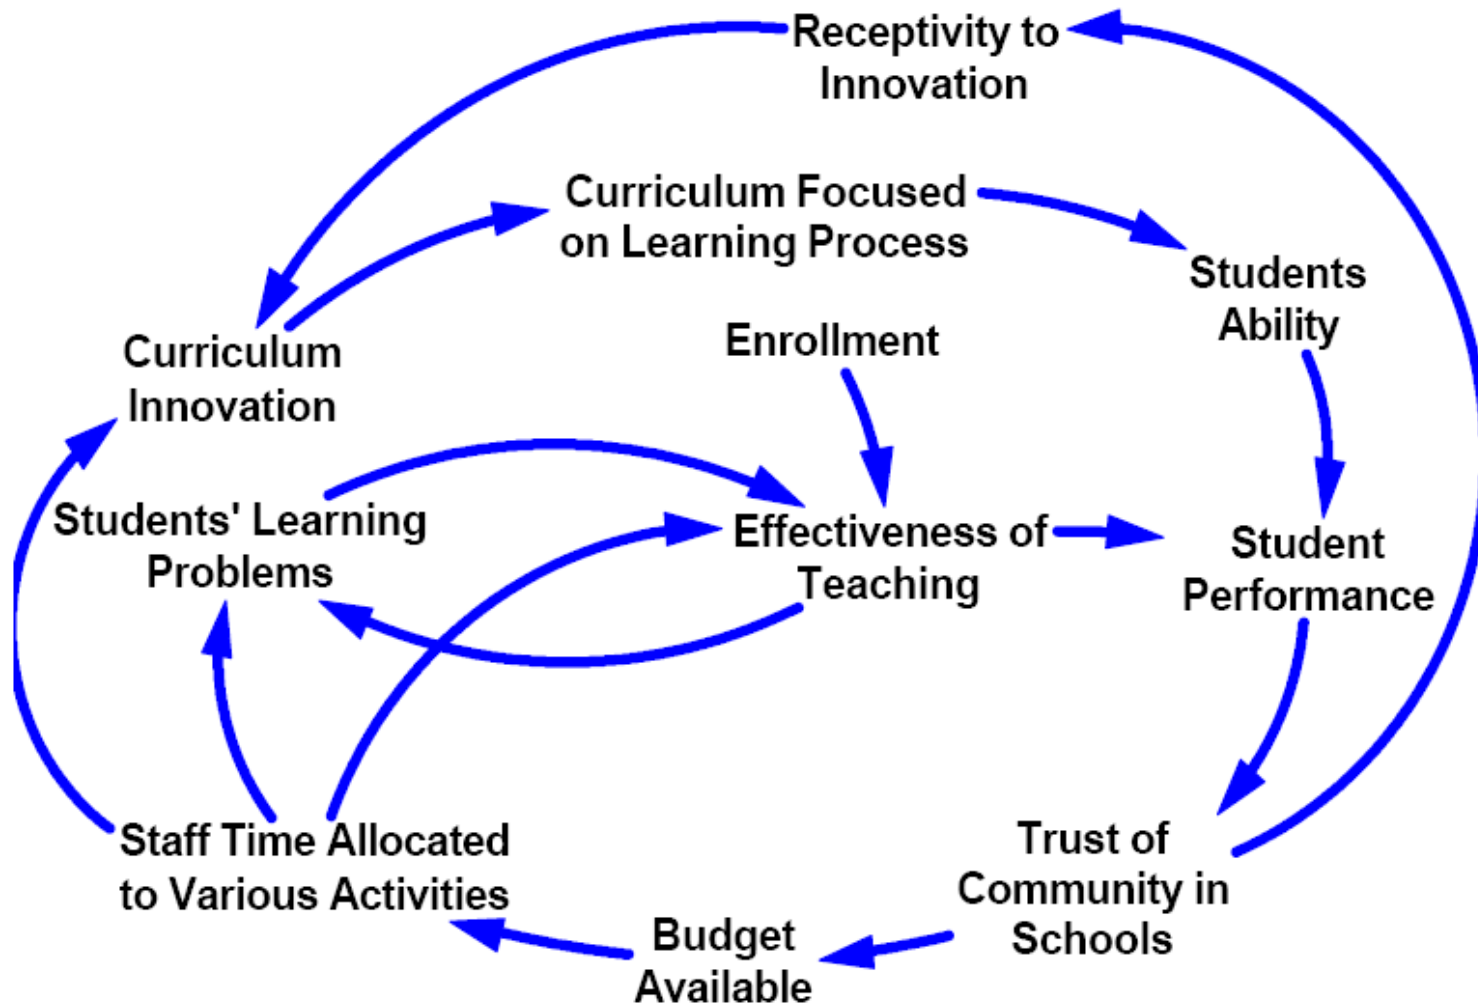 Receptivity to
Innovation
Curriculum Focused
on Learning Process
Students
Ability
Enrollment
Curriculum
Innovation
Students' Learning
Problems
Effectiveness of
Teaching
Student
Performance
Staff Time Allocated
to Various Activities
Trust of
Community in
Schools
Budget
Available